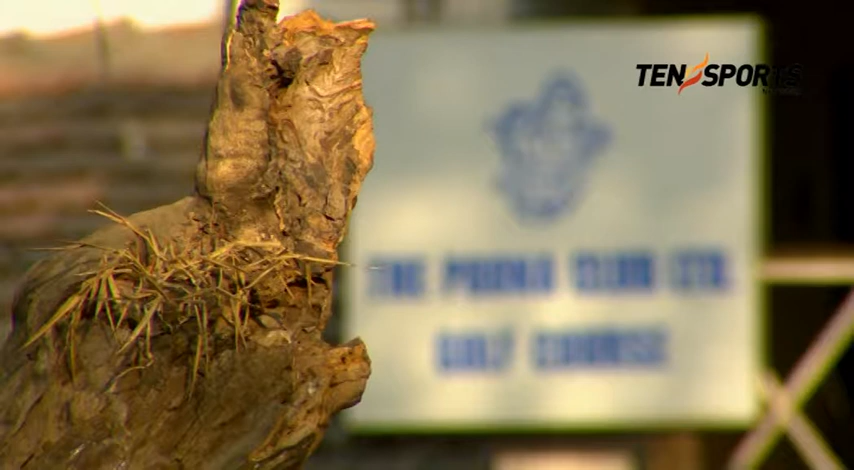 TEN SPORTS
THE POONA CLUB LTD.
GOLF COURSE